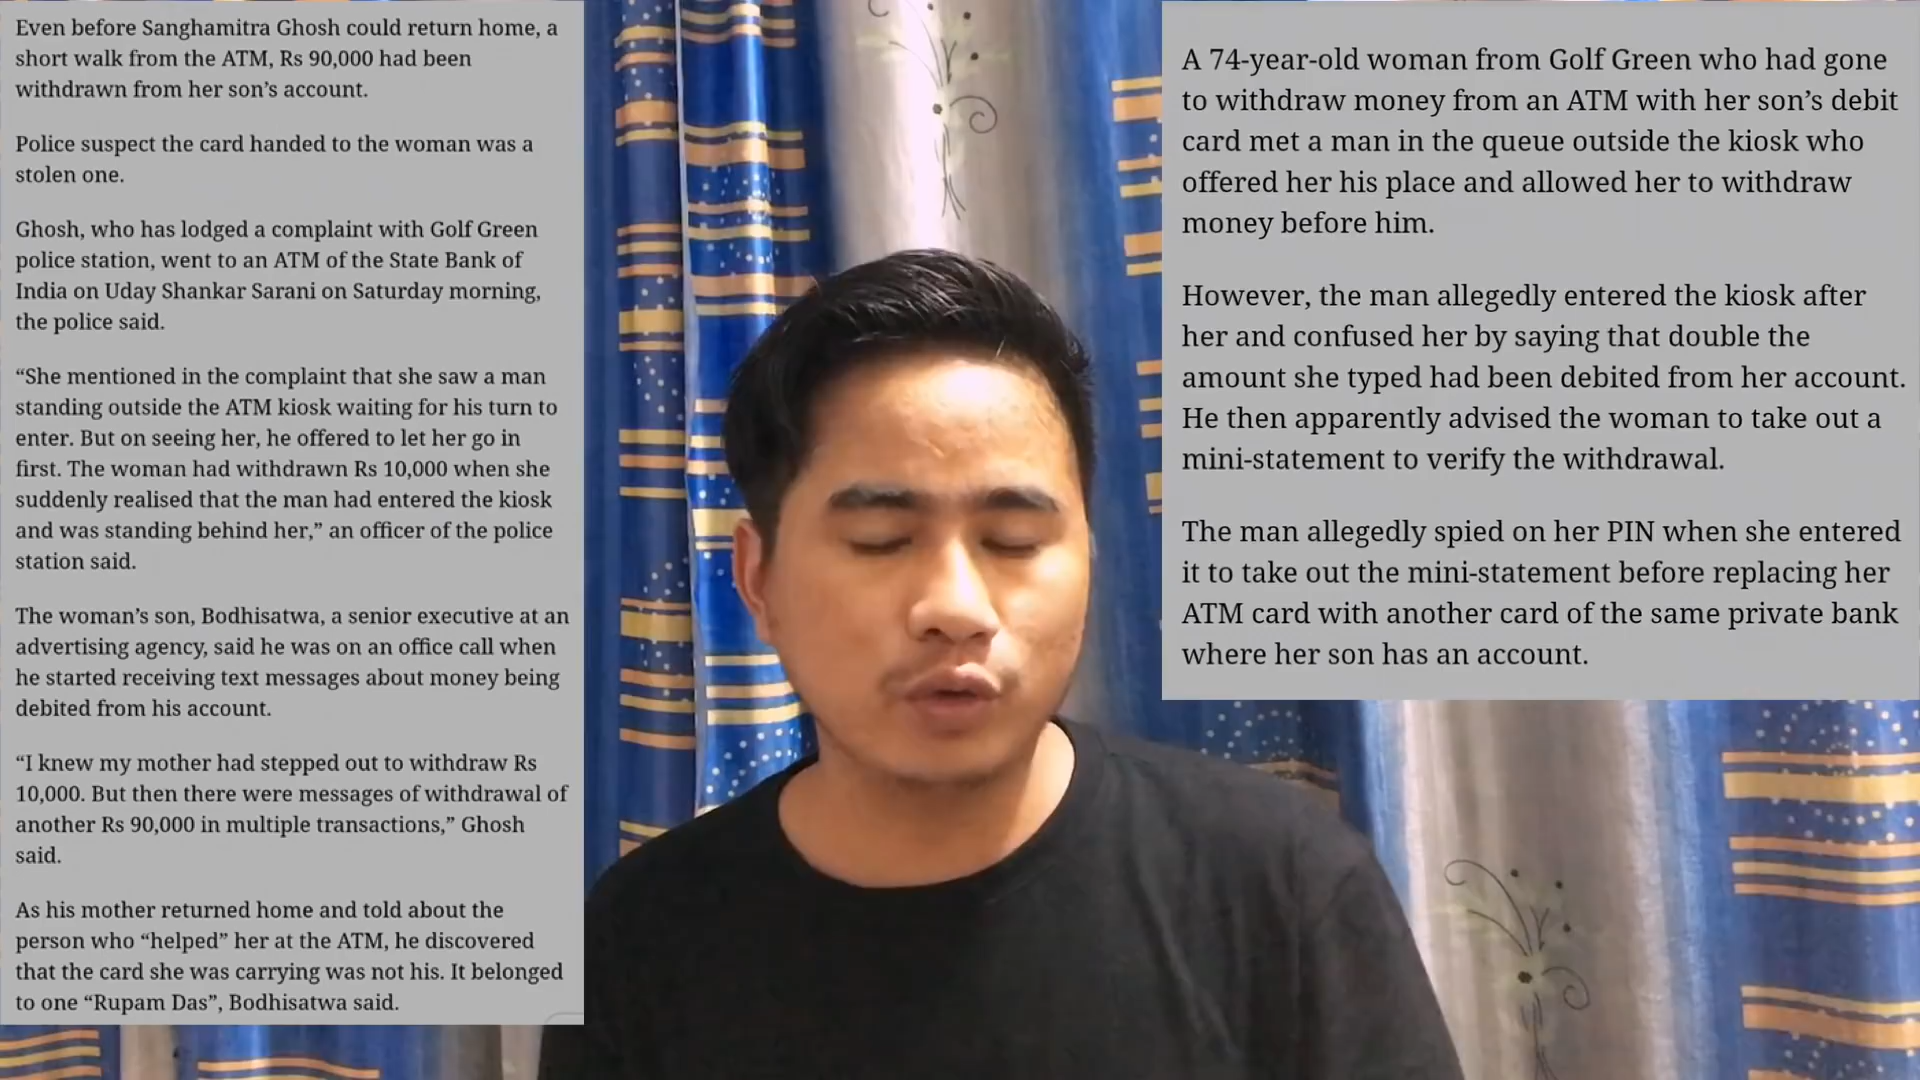 Even before Sanghamitra Ghosh could return home, a
short walk from the ATM, Rs 90,000 had been
withdrawn from her son’s account.
Police suspect the card handed to the woman was a
stolen one.
Ghosh, who has lodged a complaint with Golf Green
police station, went to an ATM of the State Bank of
India on Uday Shankar Sarani on Saturday morning,
the police said.
“She mentioned in the complaint that she saw a man
standing outside the ATM kiosk waiting for his turn to
enter. But on seeing her, he offered to let her go in
first. The woman had withdrawn Rs 10,000 when she
suddenly realised that the man had entered the kiosk
and was standing behind her,” an officer of the police
station said.
The woman’s son, Bodhisatwa, a senior executive at an
advertising agency, said he was on an office call when
he started receiving text messages about money being
debited from his account.
“I knew my mother had stepped out to withdraw Rs
10,000. But then there were messages of withdrawal of
another Rs 90,000 in multiple transactions,” Ghosh
said.
As his mother returned home and told about the
person who “helped” her at the ATM, he discovered
that the card she was carrying was not his. It belonged
to one “Rupam Das”, Bodhisatwa said.
A 74-year-old woman from Golf Green who had gone
to withdraw money from an ATM with her son’s debit
card met a man in the queue outside the kiosk who
offered her his place and allowed her to withdraw
money before him.
However, the man allegedly entered the kiosk after
her and confused her by saying that double the
amount she typed had been debited from her account.
He then apparently advised the woman to take out a
mini-statement to verify the withdrawal.
The man allegedly spied on her PIN when she entered
it to take out the mini-statement before replacing her
ATM card with another card of the same private bank
where her son has an account.